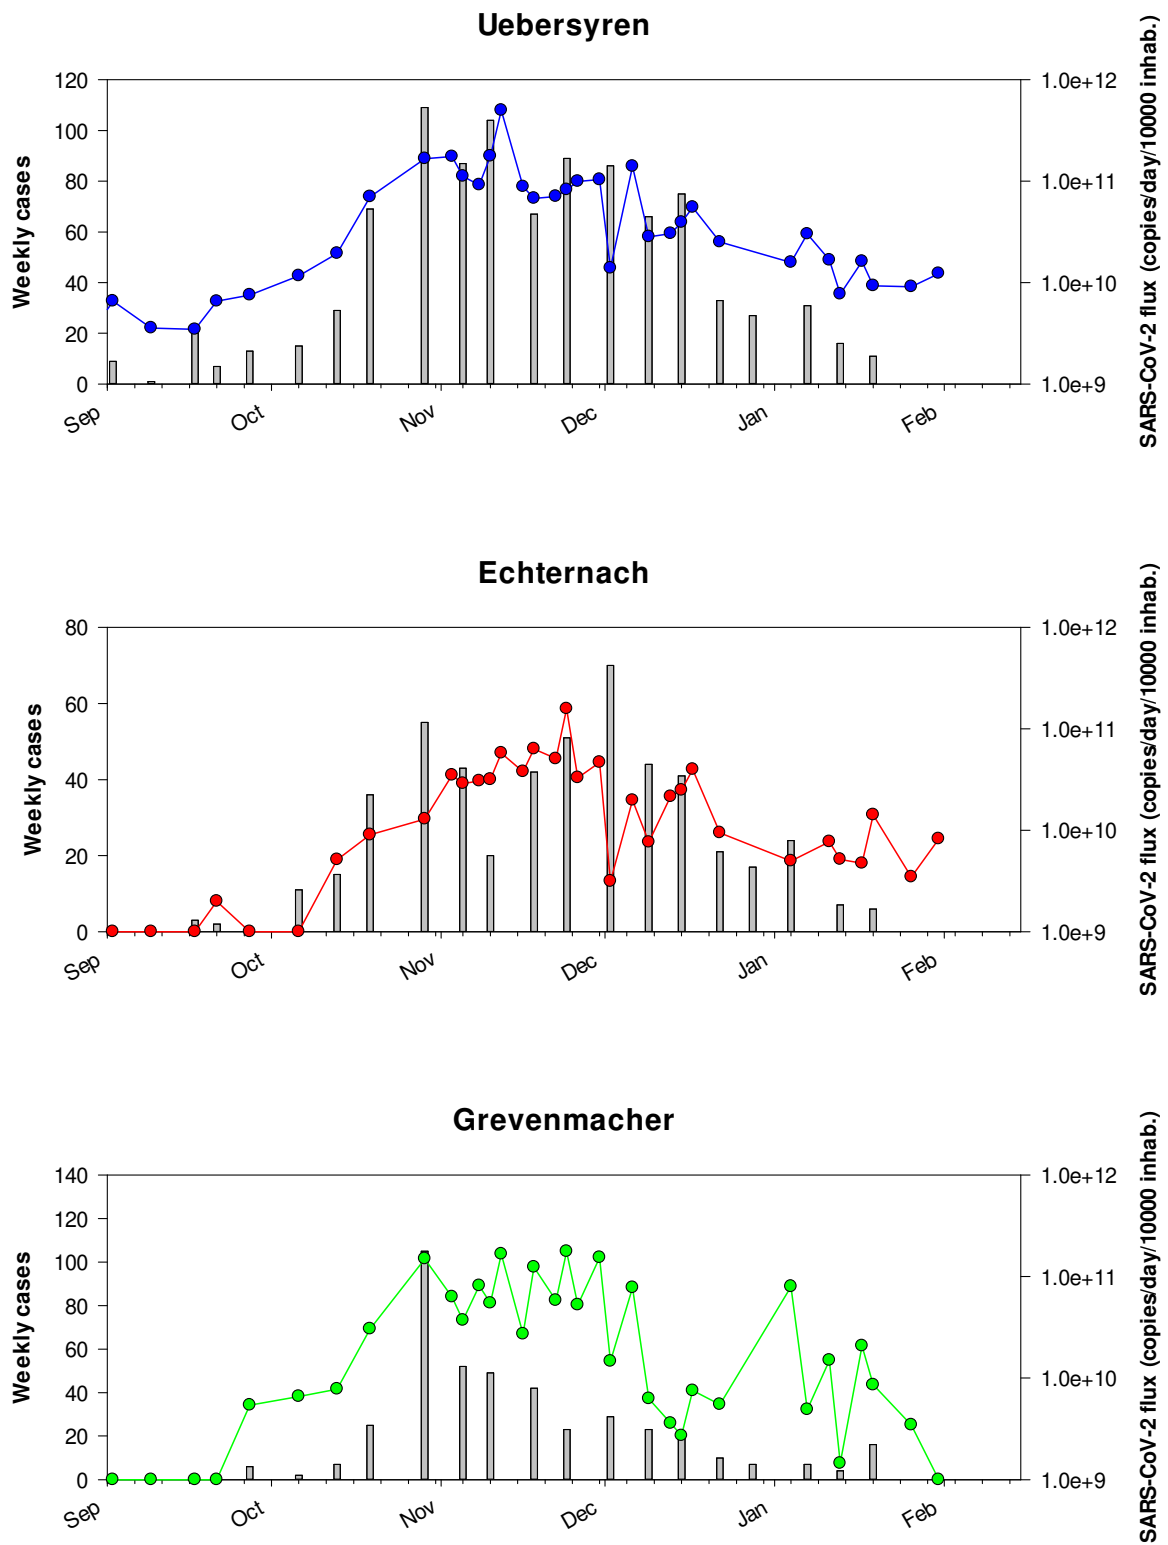 Uebersyren
Weekly cases
120
100
80
60
40
20
0
1.0e+12
1.0e+11
1.0e+10
1.0e+9
SARS-CoV-2 flux (copies/day/10000 inhab.)
Sep Oct Nov Dec Jan Feb
Echternach
Weekly cases
80
60
40
20
0
1.0e+12
1.0e+11
1.0e+10
1.0e+9
SARS-CoV-2 flux (copies/day/10000 inhab.)
Sep Oct Nov Dec Jan Feb
Grevenmacher
Weekly cases
140
120
100
80
60
40
20
0
1.0e+12
1.0e+11
1.0e+10
1.0e+9
SARS-CoV-2 flux (copies/day/10000 inhab.)
Sep Oct Nov Dec Jan Feb